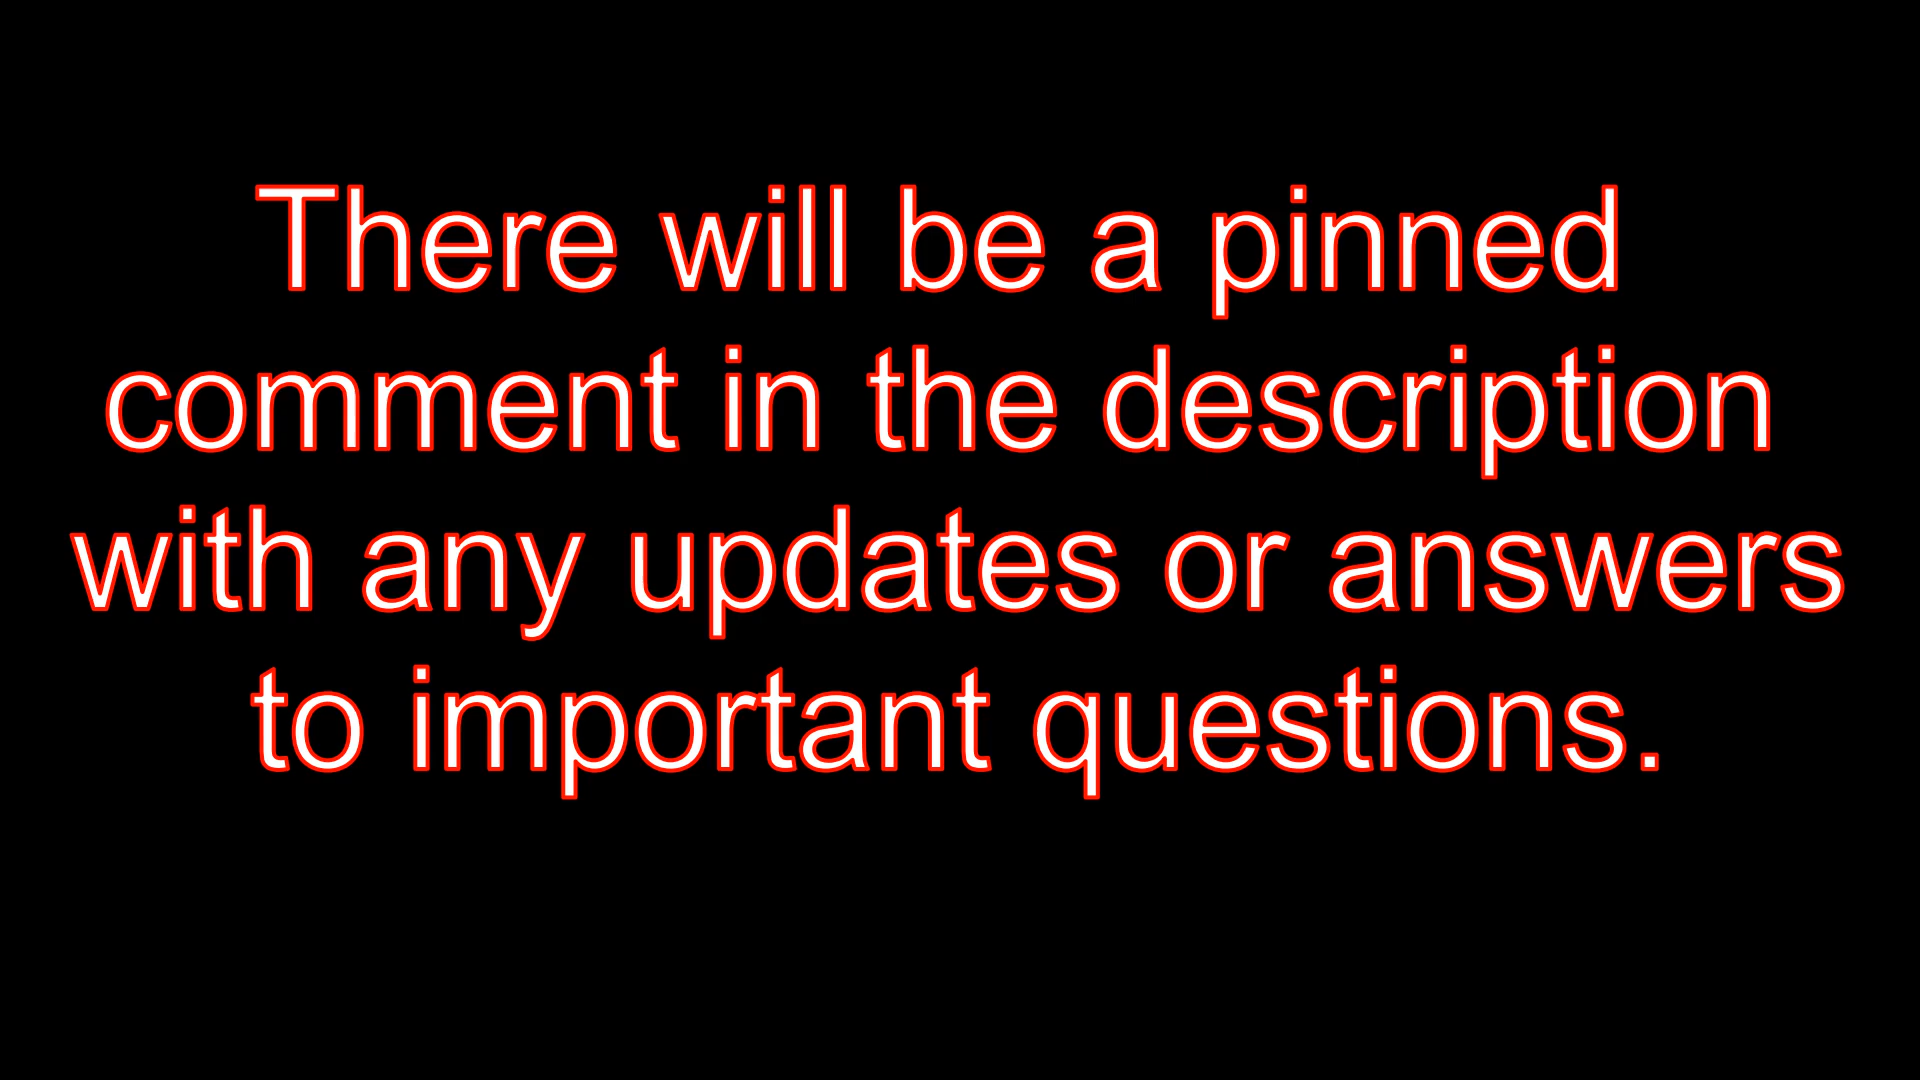 There will be a pinned
comment in the description
with any updates or answers
to important questions.